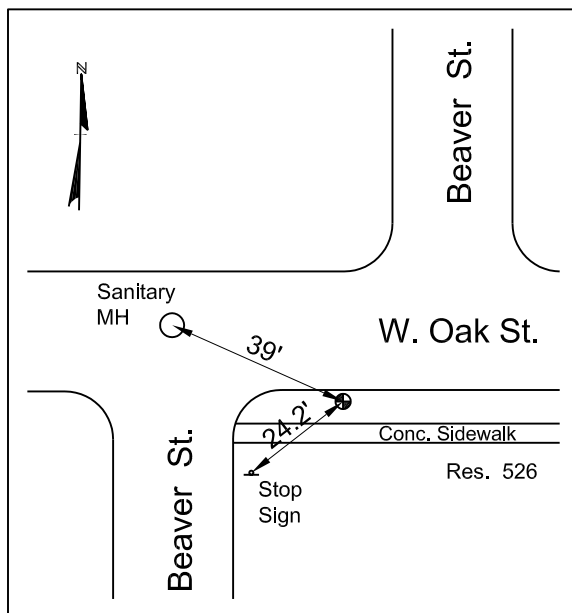 N
Beaver St.
Sanitary
MH
W. Oak St.
39'
24.2'
Conc. Sidewalk
Res. 526
Stop
Sign
Beaver St.